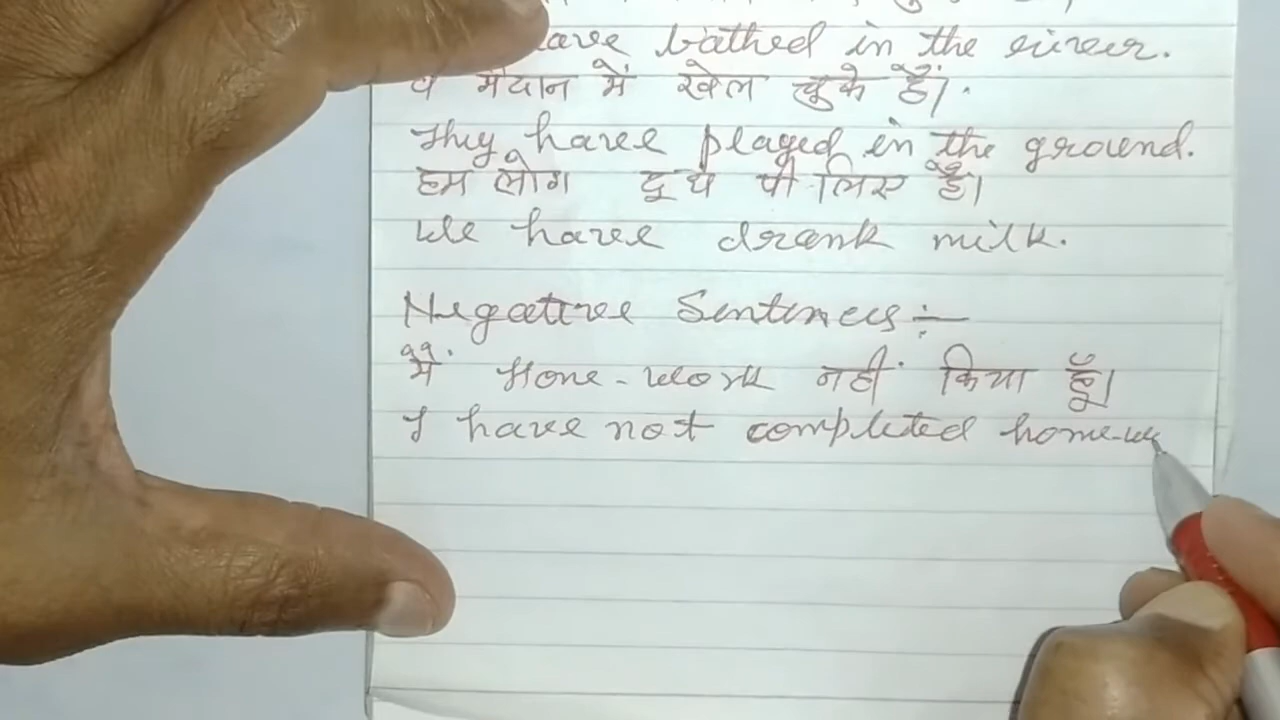 have bathed in the river.
वे मैदान में खेल चुके हैं।
They have played in the ground.
हम लोग दूध पी लिए हैं।
We have drank milk.
Negative Sentences :-
मैं Home-work नहीं किया हूँ।
I have not completed home-we